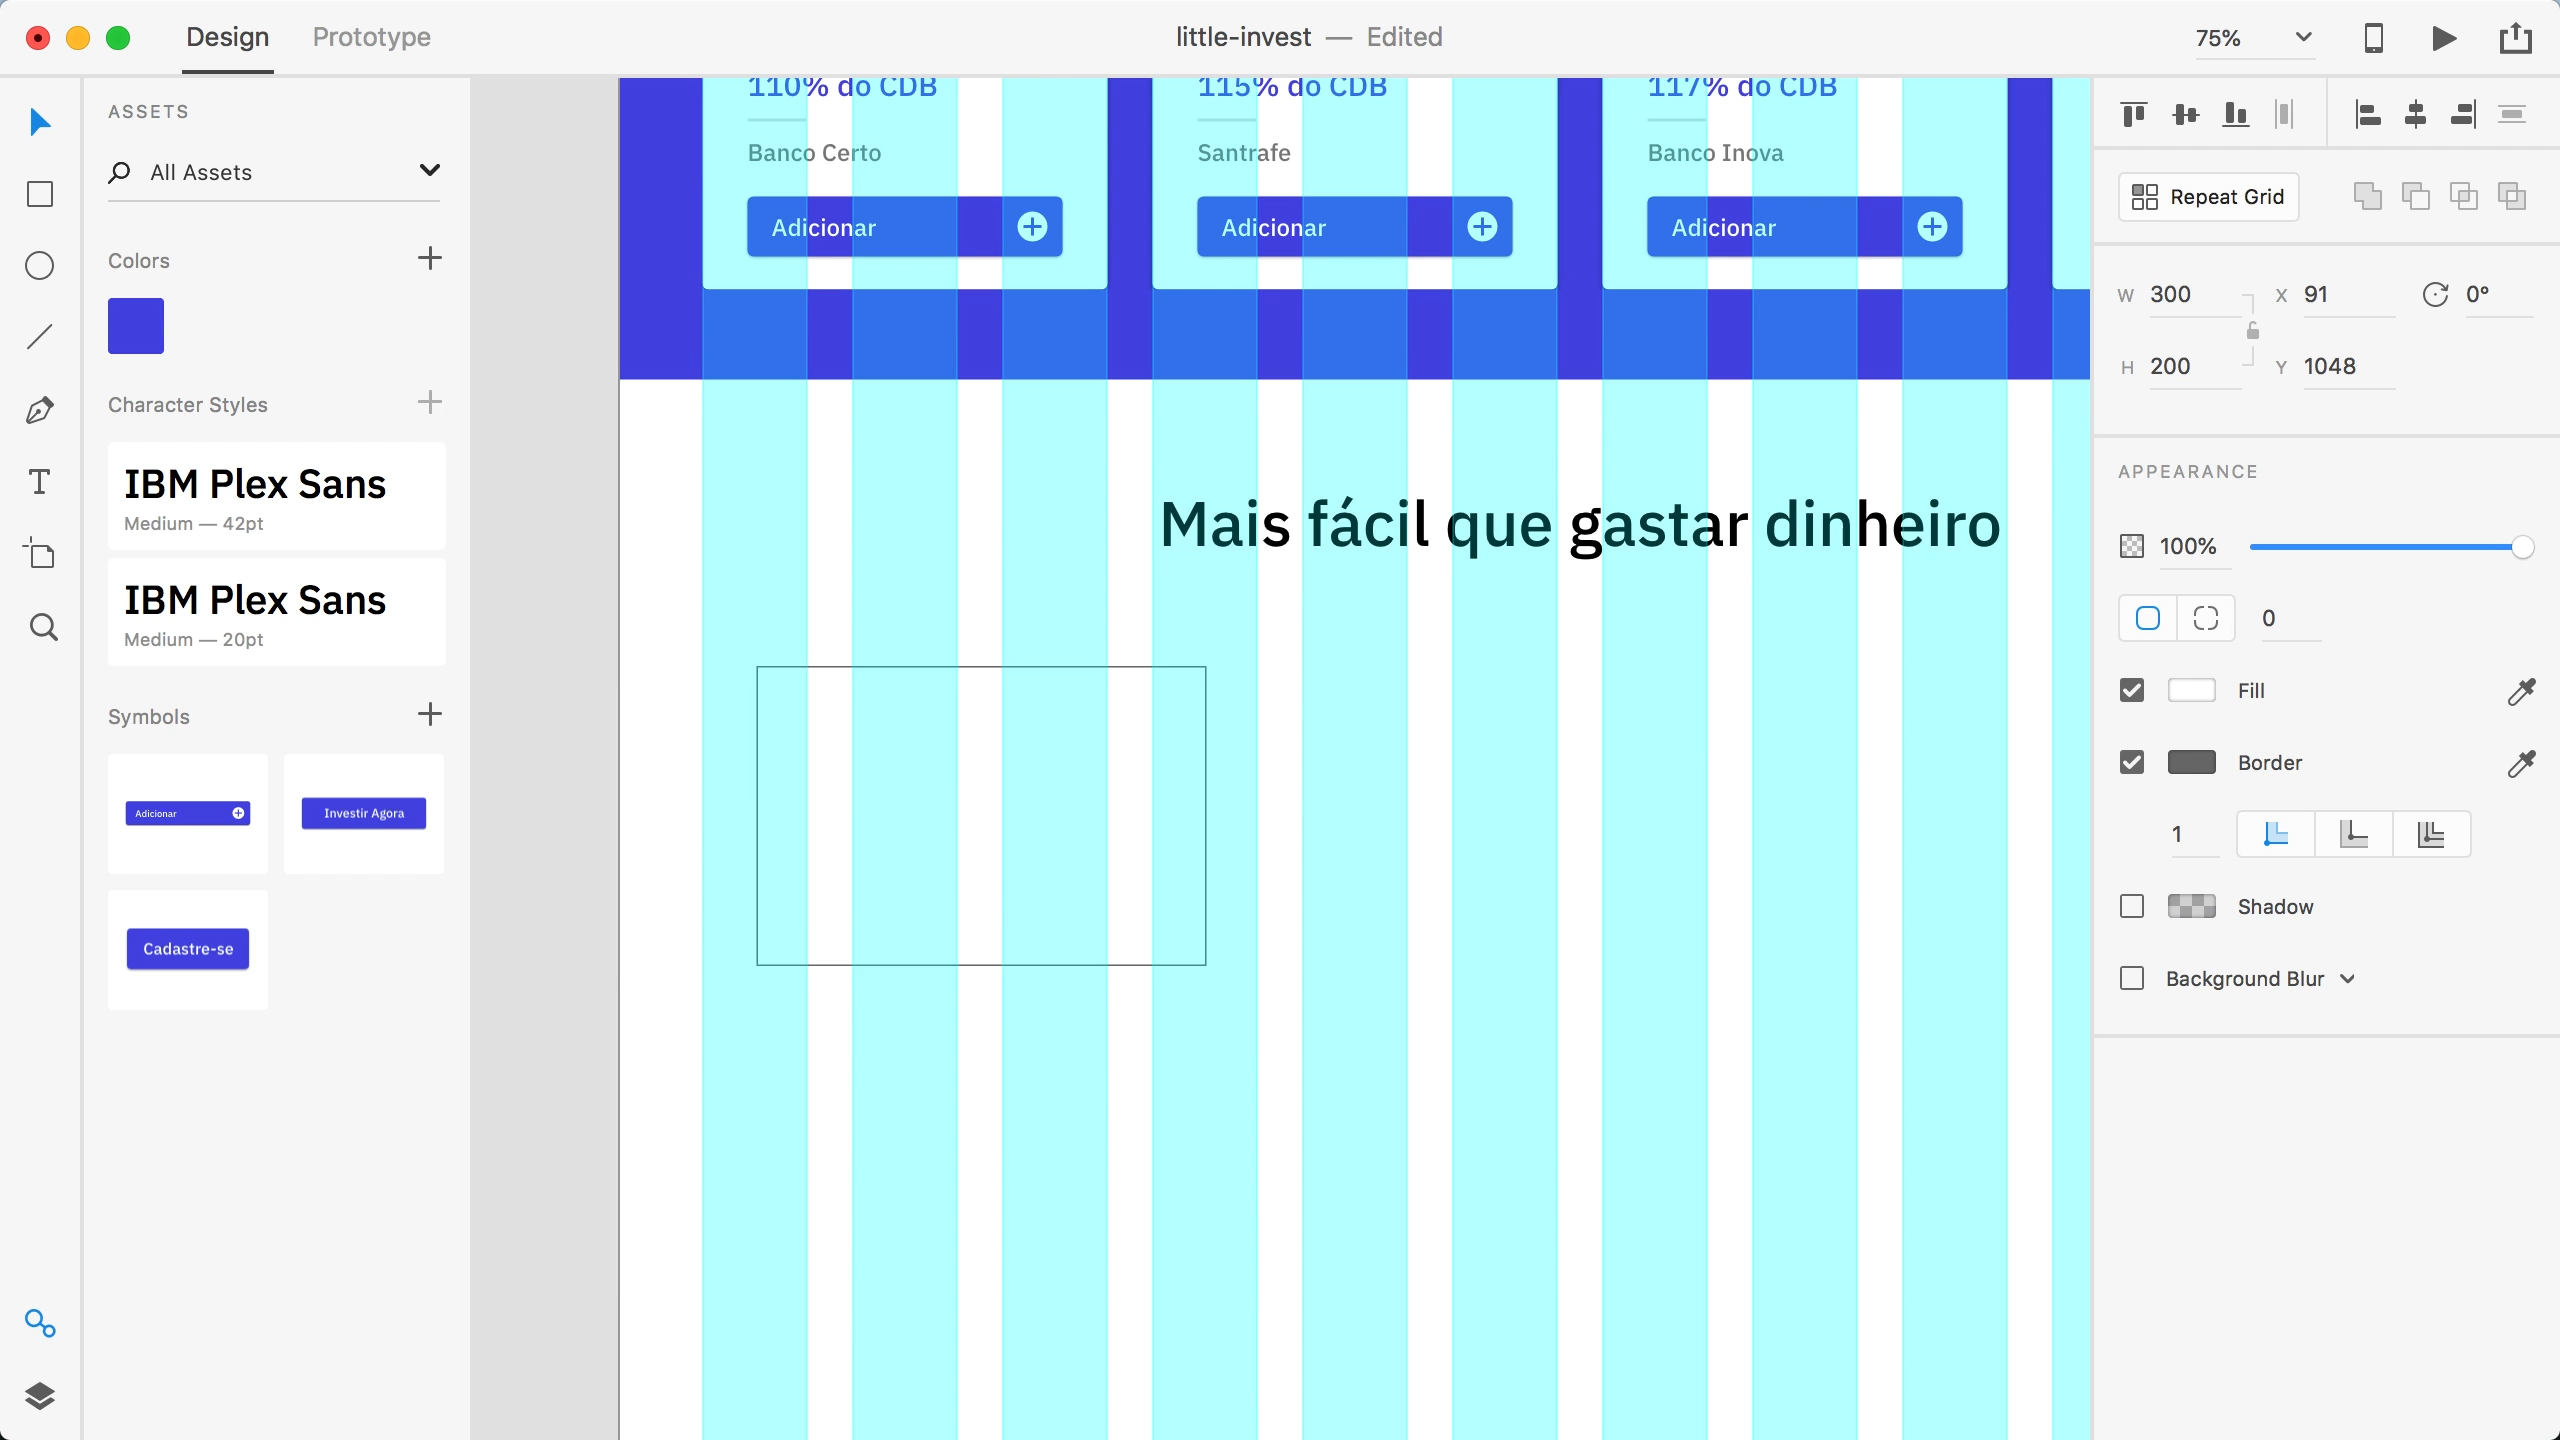 Design
Prototype
little-invest — Edited
75%
ASSETS
All Assets
Colors
Character Styles
IBM Plex Sans
Medium — 42pt
IBM Plex Sans
Medium — 20pt
Symbols
Adicionar
Investir Agora
Cadastre-se
110% do CDB
115% do CDB
117% do CDB
Banco Certo
Santrafe
Banco Inova
Adicionar
Adicionar
Adicionar
Mais fácil que gastar dinheiro
Repeat Grid
W 300 X 91 0°
H 200 Y 1048
APPEARANCE
100%
0
Fill
Border
1
Shadow
Background Blur